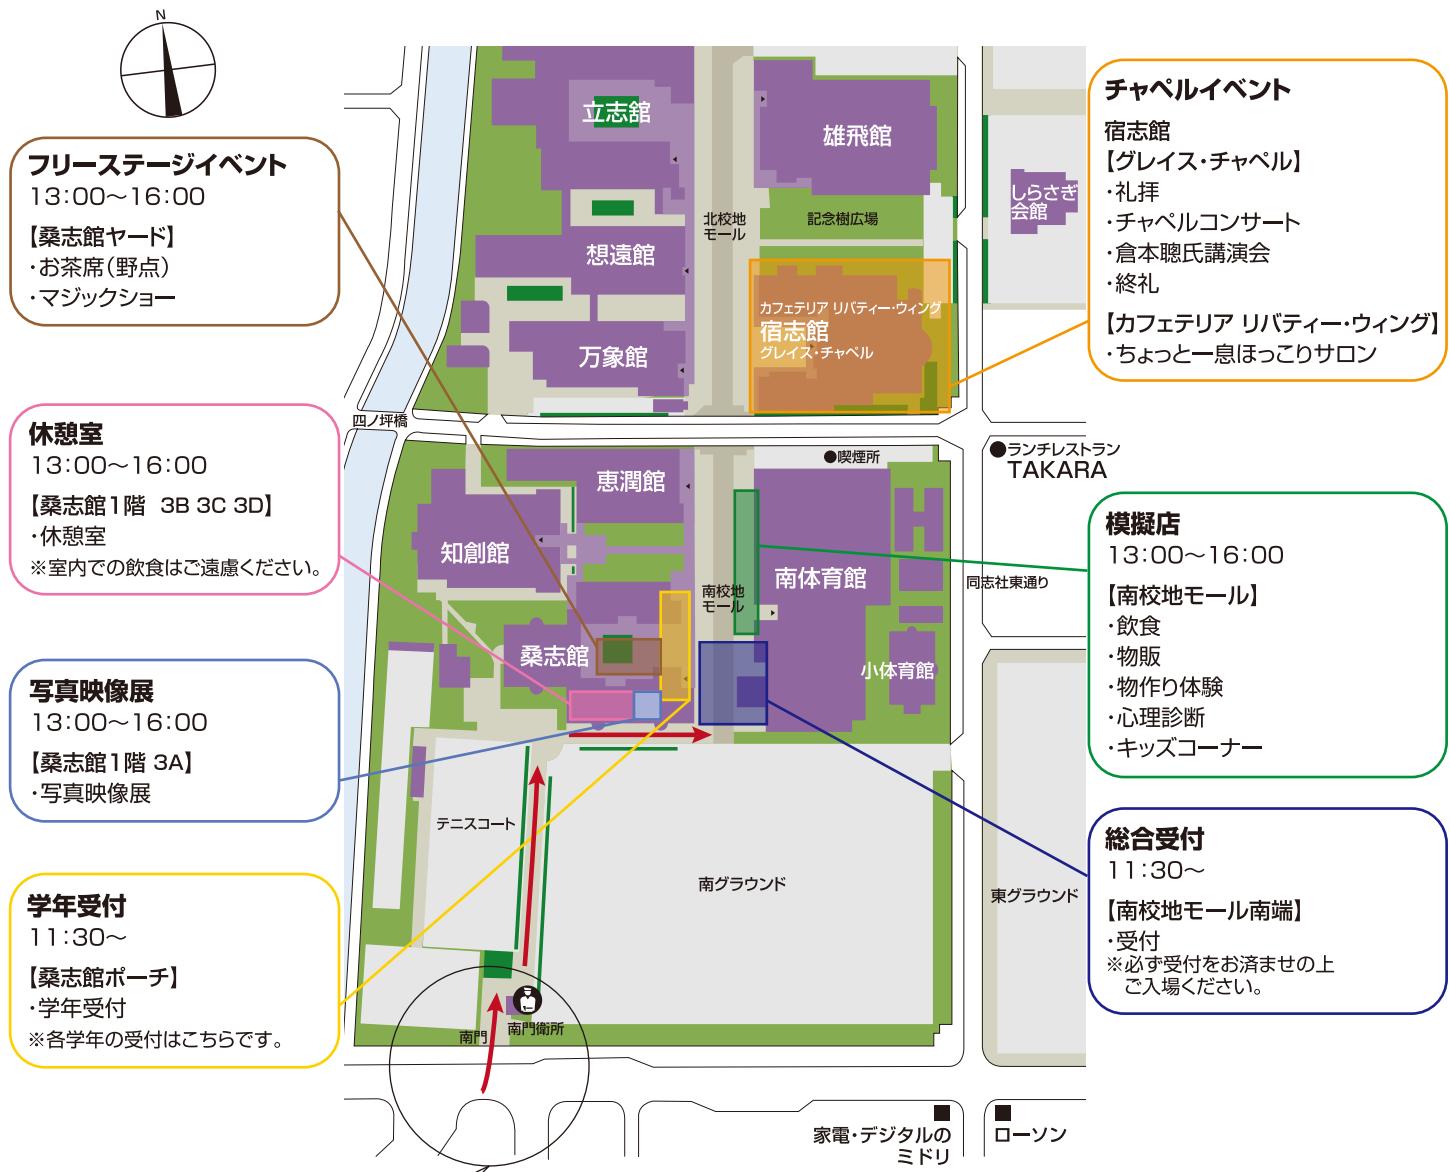 N
フリーステージイベント
13:00〜16:00
【桑志館ヤード】
・お茶席（野点）
・マジックショー
休憩室
13:00〜16:00
【桑志館1階 3B 3C 3D】
・休憩室
※室内での飲食はご遠慮ください。
写真映像展
13:00〜16:00
【桑志館1階 3A】
・写真映像展
学年受付
11:30〜
【桑志館ポーチ】
・学年受付
※各学年の受付はこちらです。
立志舘
雄飛館
しらさぎ
会館
北校地
モール
記念樹広場
想遠館
カフェテリア リバティー・ウィング
宿志館
グレイス・チャペル
万象館
四ノ坪橋
恵潤館
喫煙所
ランチレストラン
TAKARA
知創館
南体育館
同志社東通り
南校地
モール
桑志館
小体育館
テニスコート
南グラウンド
東グラウンド
南門
南門衛所
家電・デジタルの
ミドリ
ローソン
チャペルイベント
宿志館
【グレイス・チャペル】
・礼拝
・チャペルコンサート
・倉本聰氏講演会
・終礼
【カフェテリア リバティー・ウィング】
・ちょっと一息ほっこりサロン
模擬店
13:00〜16:00
【南校地モール】
・飲食
・物販
・物作り体験
・心理診断
・キッズコーナー
総合受付
11:30〜
【南校地モール南端】
・受付
※必ず受付をお済ませの上
ご入場ください。